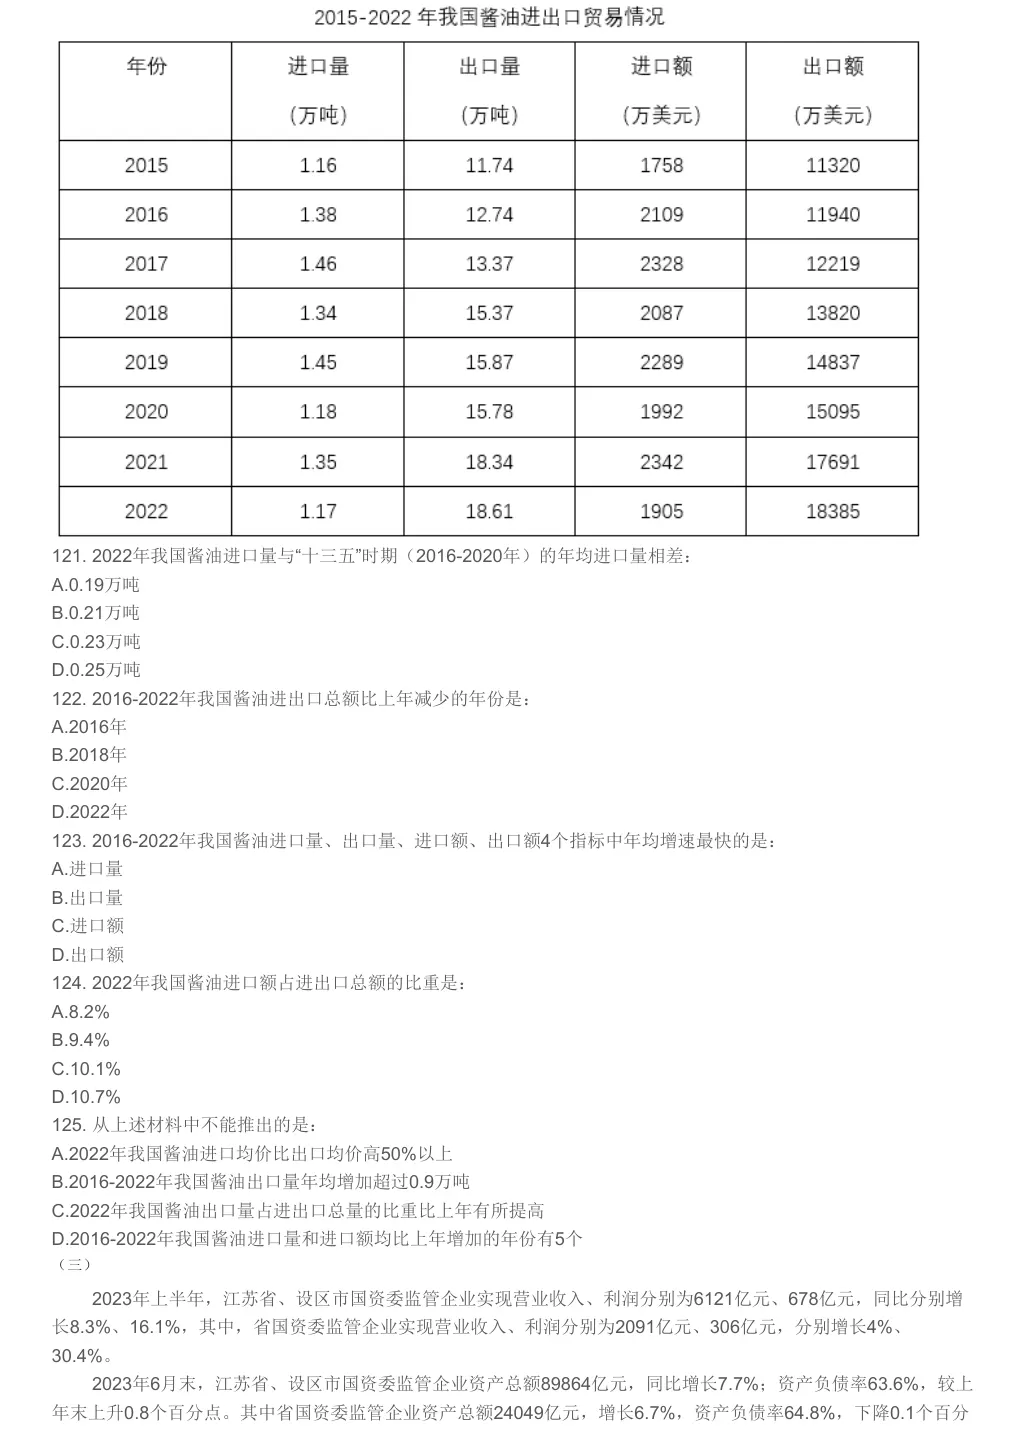 2015-2022 年我国酱油进出口贸易情况
年份 进口量 出口量 进口额 出口额
(万吨) (万吨) (万美元) (万美元)
2015 1.16 11.74 1758 11320
2016 1.38 12.74 2109 11940
2017 1.46 13.37 2328 12219
2018 1.34 15.37 2087 13820
2019 1.45 15.87 2289 14837
2020 1.18 15.78 1992 15095
2021 1.35 18.34 2342 17691
2022 1.17 18.61 1905 18385
121. 2022年我国酱油进口量与“十三五”时期（2016-2020年）的年均进口量相差：
A.0.19万吨
B.0.21万吨
C.0.23万吨
D.0.25万吨
122. 2016-2022年我国酱油进出口总额比上年减少的年份是：
A.2016年
B.2018年
C.2020年
D.2022年
123. 2016-2022年我国酱油进口量、出口量、进口额、出口额4个指标中年均增速最快的是：
A.进口量
B.出口量
C.进口额
D.出口额
124. 2022年我国酱油进口额占进出口总额的比重是：
A.8.2%
B.9.4%
C.10.1%
D.10.7%
125. 从上述材料中不能推出的是：
A.2022年我国酱油进口均价比出口均价高50%以上
B.2016-2022年我国酱油出口量年均增加超过0.9万吨
C.2022年我国酱油出口量占进出口总量的比重比上年有所提高
D.2016-2022年我国酱油进口量和进口额均比上年增加的年份有5个
（三）
2023年上半年，江苏省、设区市国资委监管企业实现营业收入、利润分别为6121亿元、678亿元，同比分别增
长8.3%、16.1%，其中，省国资委监管企业实现营业收入、利润分别为2091亿元、306亿元，分别增长4%、
30.4%。
2023年6月末，江苏省、设区市国资委监管企业资产总额89864亿元，同比增长7.7%；资产负债率63.6%，较上
年末上升0.8个百分点。其中省国资委监管企业资产总额24049亿元，增长6.7%，资产负债率64.8%，下降0.1个百分